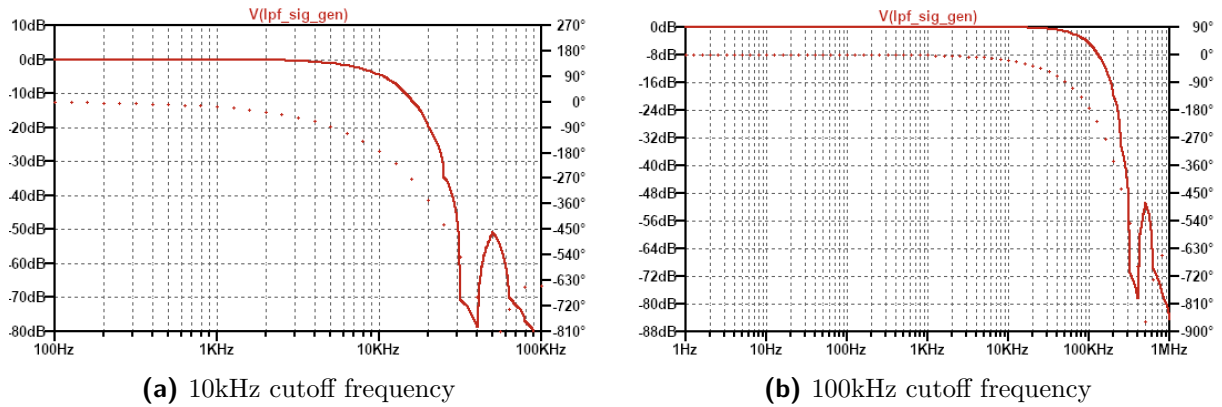 V(lpf_sig_gen)
10dB
0dB
-10dB
-20dB
-30dB
-40dB
-50dB
-60dB
-70dB
-80dB
270°
180°
90°
0°
-90°
-180°
-270°
-360°
-450°
-540°
-630°
-720°
-810°
100Hz 1KHz 10KHz 100KHz
(a) 10kHz cutoff frequency
V(lpf_sig_gen)
0dB
-8dB
-16dB
-24dB
-32dB
-40dB
-48dB
-56dB
-64dB
-72dB
-80dB
-88dB
90°
0°
-90°
-180°
-270°
-360°
-450°
-540°
-630°
-720°
-810°
-900°
1Hz 10Hz 100Hz 1KHz 10KHz 100KHz 1MHz
(b) 100kHz cutoff frequency